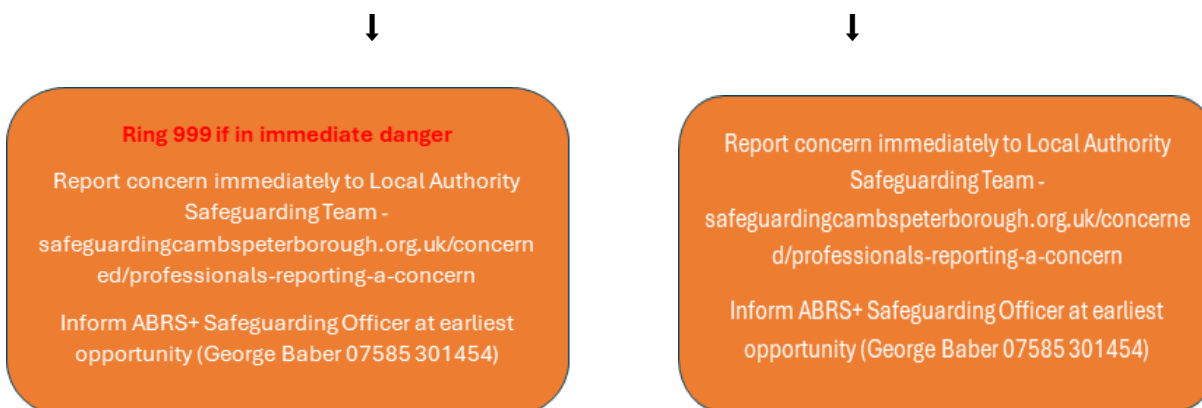 Ring 999 if in immediate danger
Report concern immediately to Local Authority
Safeguarding Team -
safeguardingcambspeterborough.org.uk/concern
ed/professionals-reporting-a-concern
Inform ABRS+ Safeguarding Officer at earliest
opportunity (George Baber 07585 301454)
Report concern immediately to Local Authority
Safeguarding Team -
safeguardingcambspeterborough.org.uk/concerne
d/professionals-reporting-a-concern
Inform ABRS+ Safeguarding Officer at earliest
opportunity (George Baber 07585 301454)